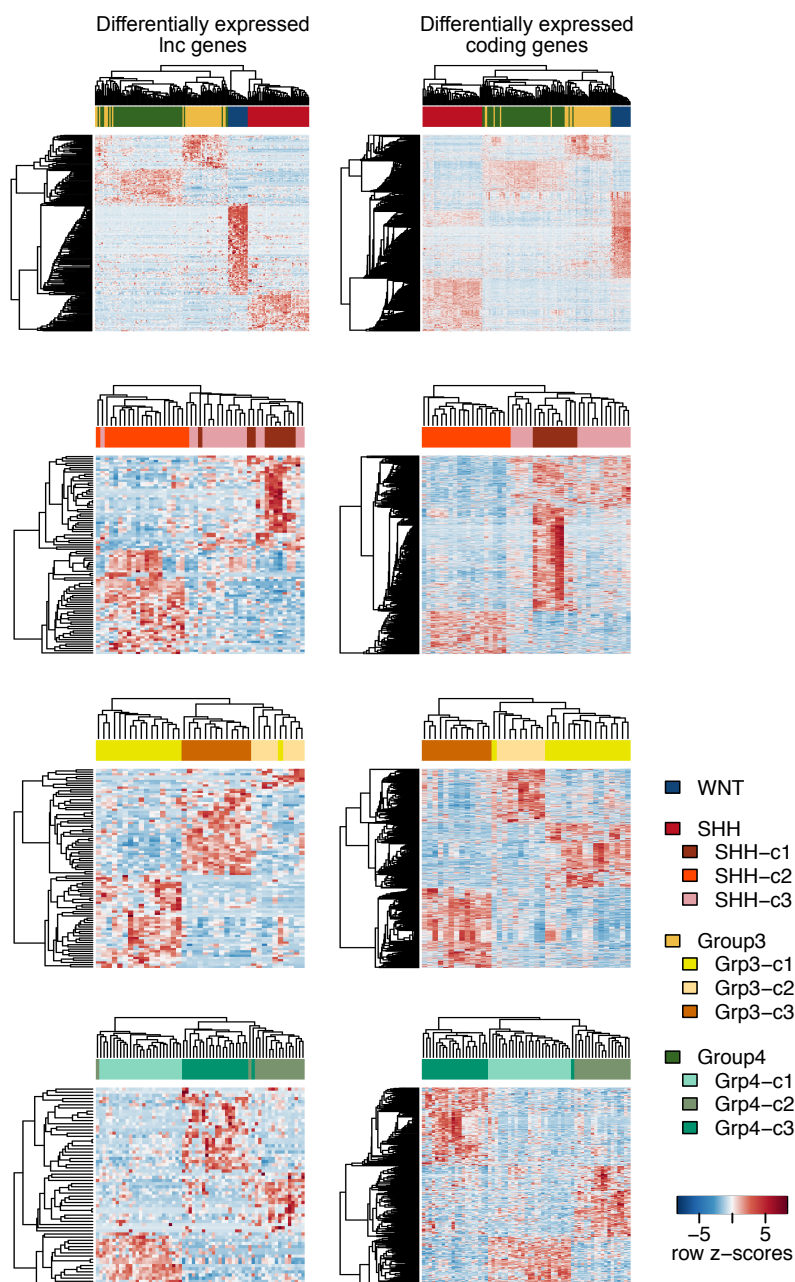 Differentially expressed
lnc genes
Differentially expressed
coding genes
WNT
SHH
SHH−c1
SHH−c2
SHH−c3
Group3
Grp3−c1
Grp3−c2
Grp3−c3
Group4
Grp4−c1
Grp4−c2
Grp4−c3
−5 0 5
row z−scores